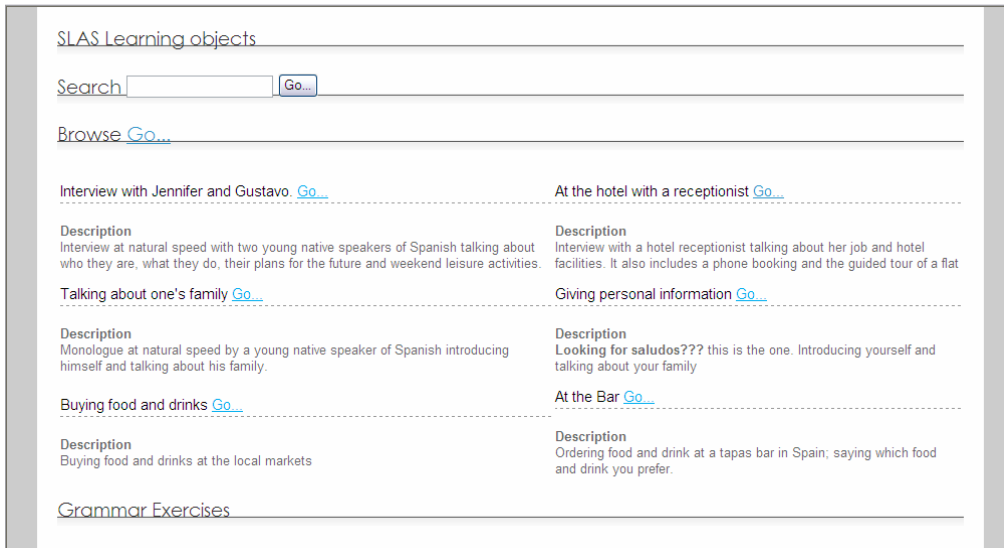 SLAS Learning objects
Search Go...
Browse Go...
Interview with Jennifer and Gustavo. Go...
Description
Interview at natural speed with two young native speakers of Spanish talking about
who they are, what they do, their plans for the future and weekend leisure activities.
At the hotel with a receptionist Go...
Description
Interview with a hotel receptionist talking about her job and hotel
facilities. It also includes a phone booking and the guided tour of a flat
Talking about one's family Go...
Description
Monologue at natural speed by a young native speaker of Spanish introducing
himself and talking about his family.
Giving personal information Go...
Description
Looking for saludos??? this is the one. Introducing yourself and
talking about your family
Buying food and drinks Go...
Description
Buying food and drinks at the local markets
At the Bar Go...
Description
Ordering food and drink at a tapas bar in Spain; saying which food
and drink you prefer.
Grammar Exercises